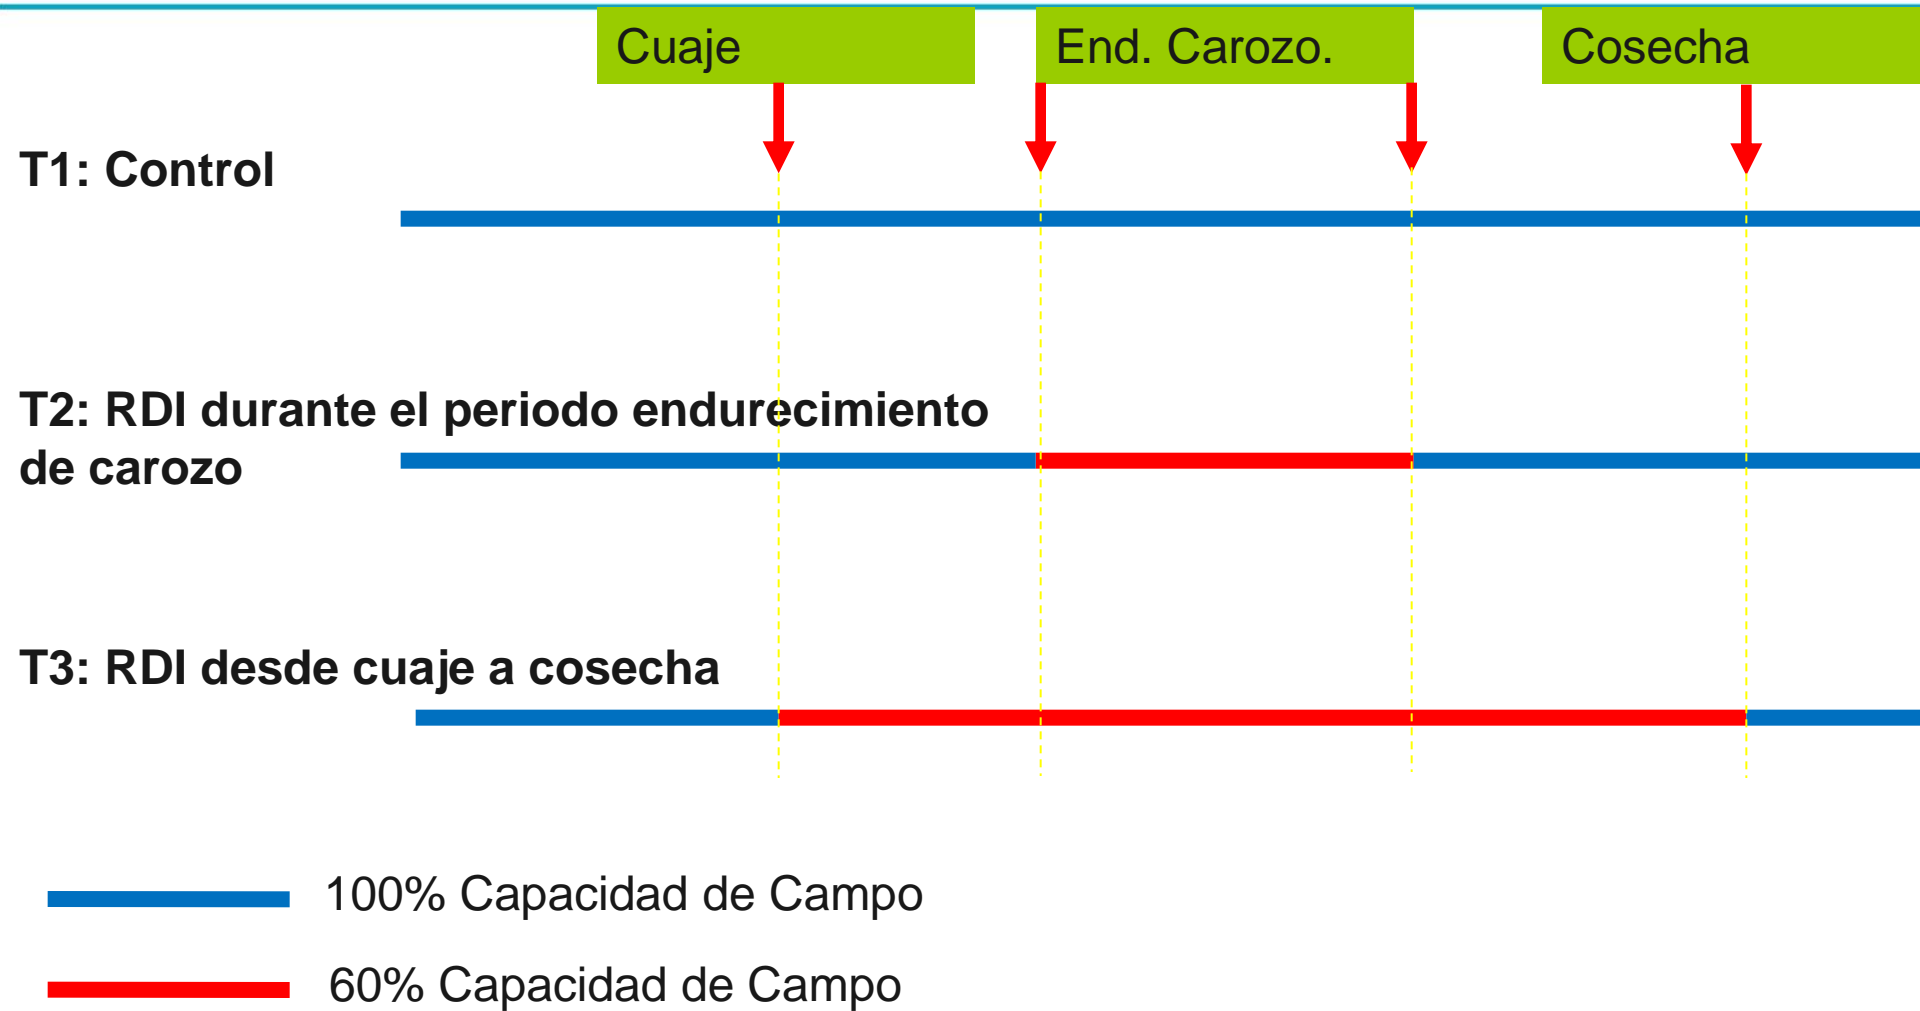 Cuaje
End. Carozo.
Cosecha
T1: Control
T2: RDI durante el periodo endurecimiento
de carozo
T3: RDI desde cuaje a cosecha
100% Capacidad de Campo
60% Capacidad de Campo